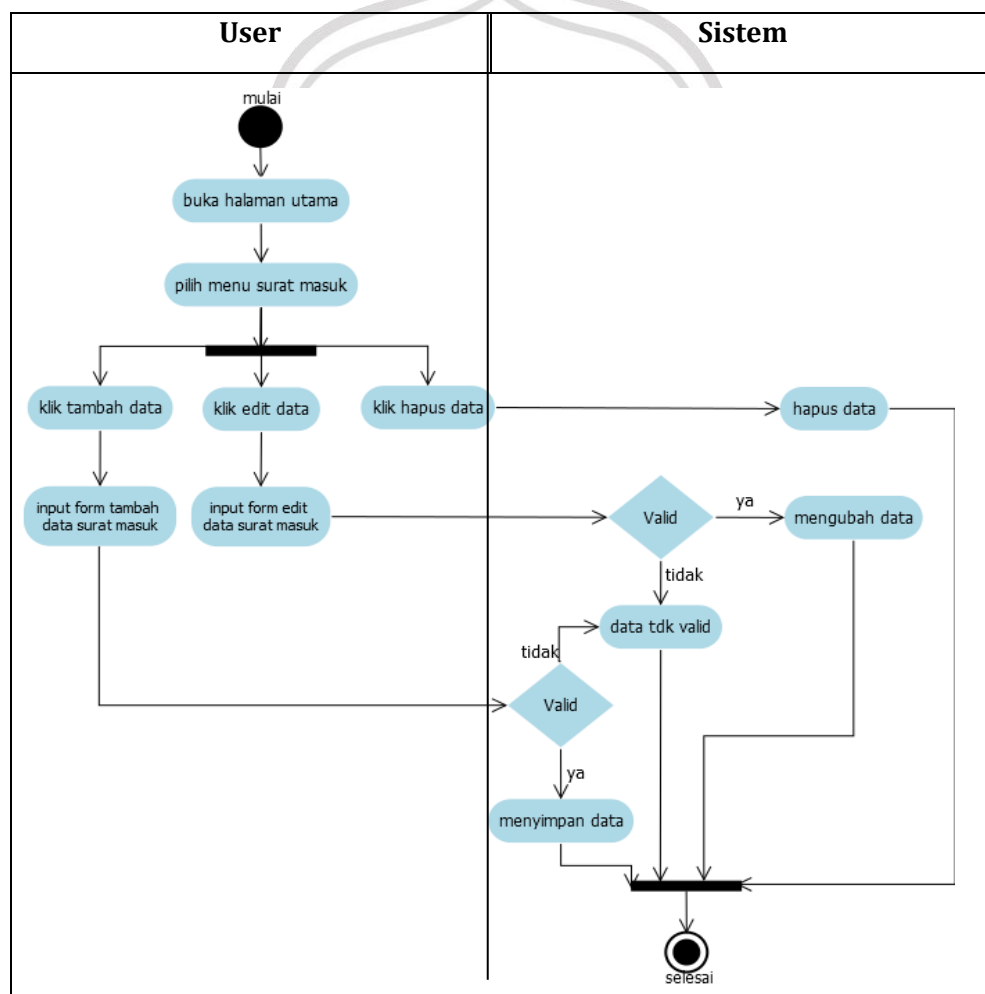 User
Sistem
mulai
buka halaman utama
pilih menu surat masuk
klik tambah data
klik edit data
klik hapus data
hapus data
input form tambah
data surat masuk
input form edit
data surat masuk
Valid
ya
mengubah data
tidak
data tdk valid
tidak
Valid
ya
menyimpan data
selesai